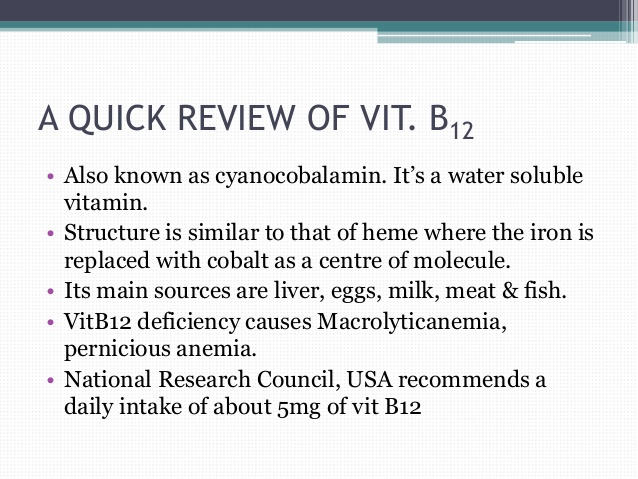 A QUICK REVIEW OF VIT. B12
• Also known as cyanocobalamin. It’s a water soluble
vitamin.
• Structure is similar to that of heme where the iron is
replaced with cobalt as a centre of molecule.
• Its main sources are liver, eggs, milk, meat & fish.
• VitB12 deficiency causes Macrolyticanemia,
pernicious anemia.
• National Research Council, USA recommends a
daily intake of about 5mg of vit B12